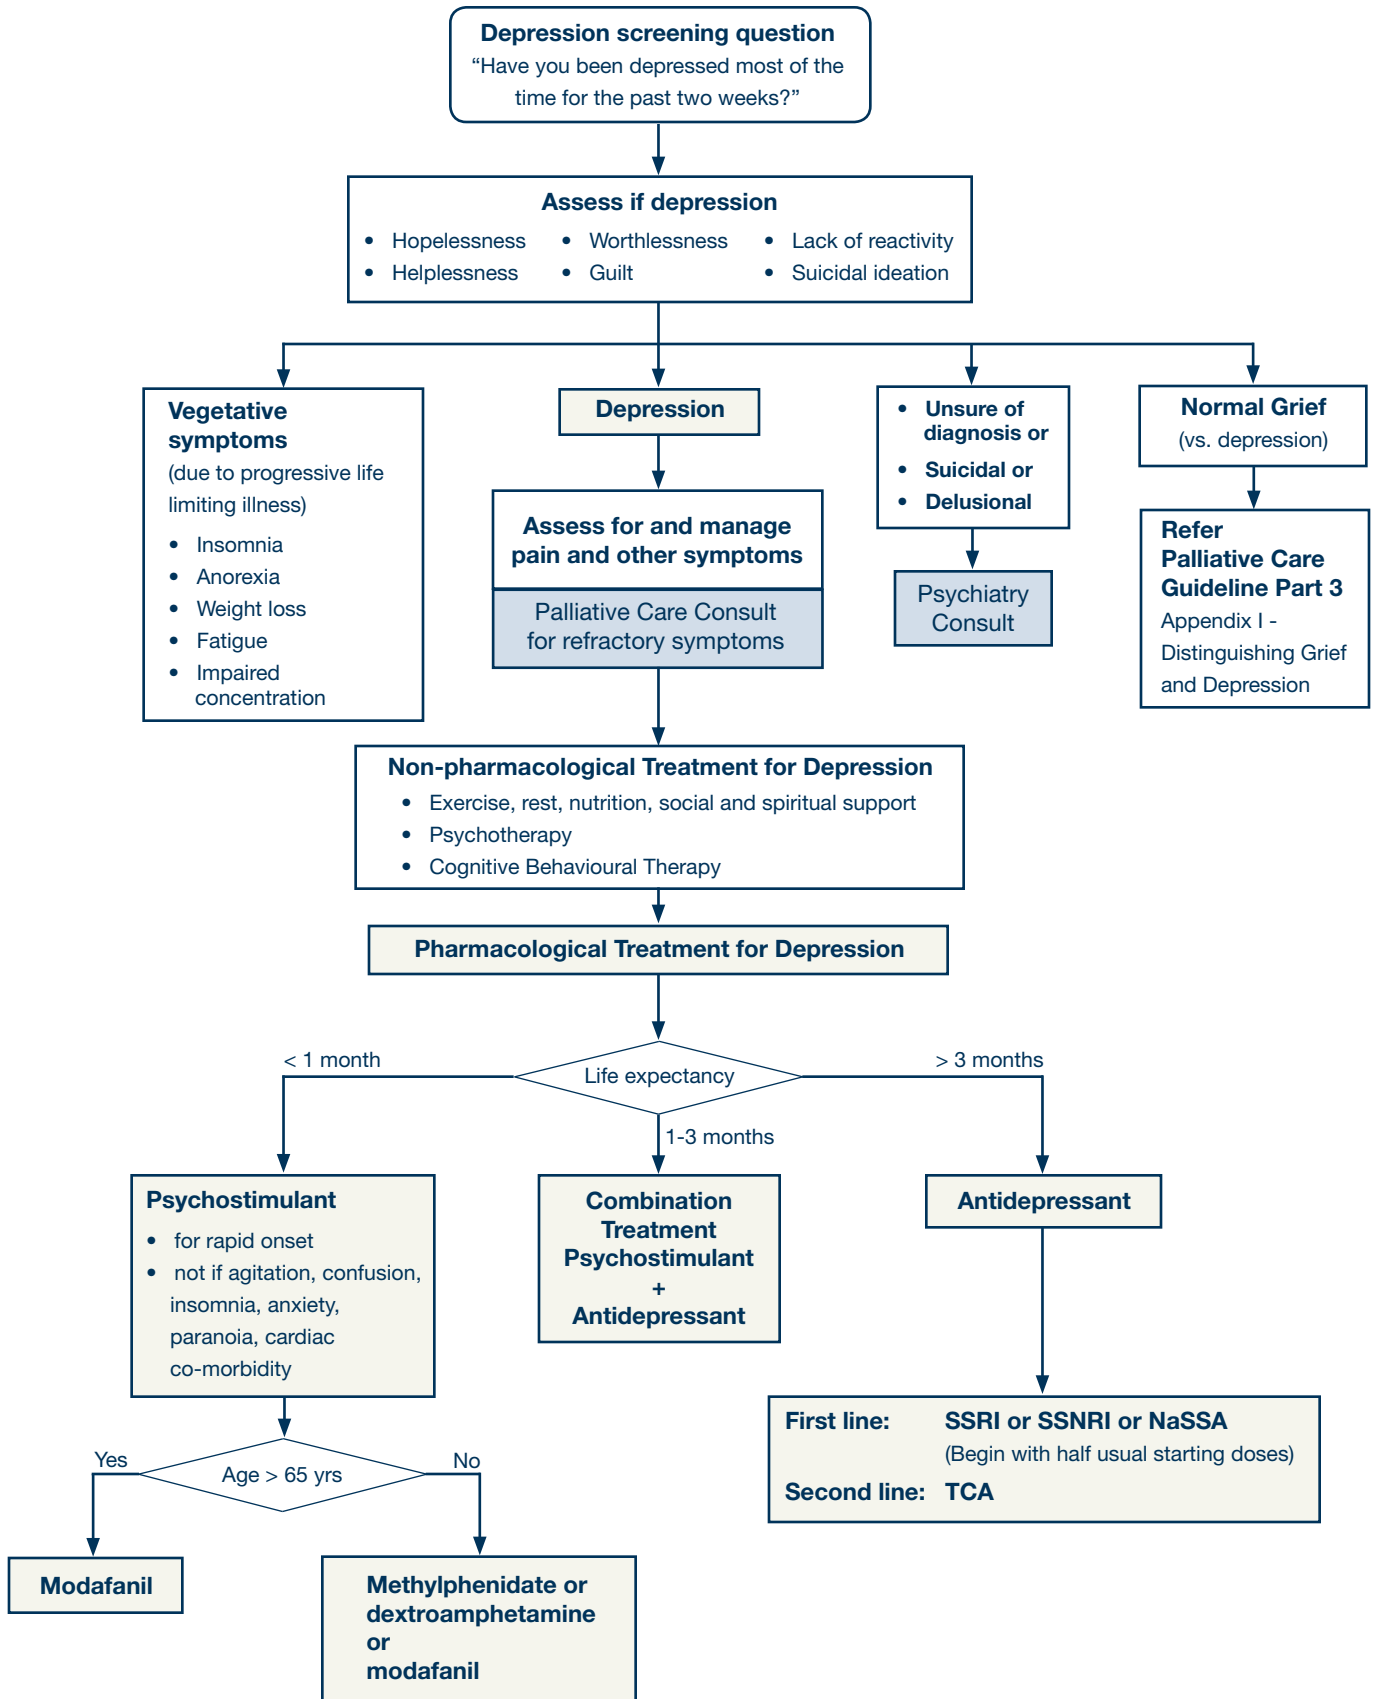 Depression screening question
“Have you been depressed most of the
time for the past two weeks?”
Assess if depression
• Hopelessness • Worthlessness • Lack of reactivity
• Helplessness • Guilt • Suicidal ideation
Vegetative
symptoms
(due to progressive life
limiting illness)
• Insomnia
• Anorexia
• Weight loss
• Fatigue
• Impaired
concentration
Depression
Assess for and manage
pain and other symptoms
Palliative Care Consult
for refractory symptoms
• Unsure of
diagnosis or
• Suicidal or
• Delusional
Psychiatry
Consult
Normal Grief
(vs. depression)
Refer
Palliative Care
Guideline Part 3
Appendix I -
Distinguishing Grief
and Depression
Non-pharmacological Treatment for Depression
• Exercise, rest, nutrition, social and spiritual support
• Psychotherapy
• Cognitive Behavioural Therapy
Pharmacological Treatment for Depression
Life expectancy
< 1 month
1-3 months
> 3 months
Psychostimulant
• for rapid onset
• not if agitation, confusion,
insomnia, anxiety,
paranoia, cardiac
co-morbidity
Combination
Treatment
Psychostimulant
+
Antidepressant
Antidepressant
First line: SSRI or SSNRI or NaSSA
(Begin with half usual starting doses)
Second line: TCA
Age > 65 yrs
Yes
No
Modafanil
Methylphenidate or
dextroamphetamine
or
modafanil